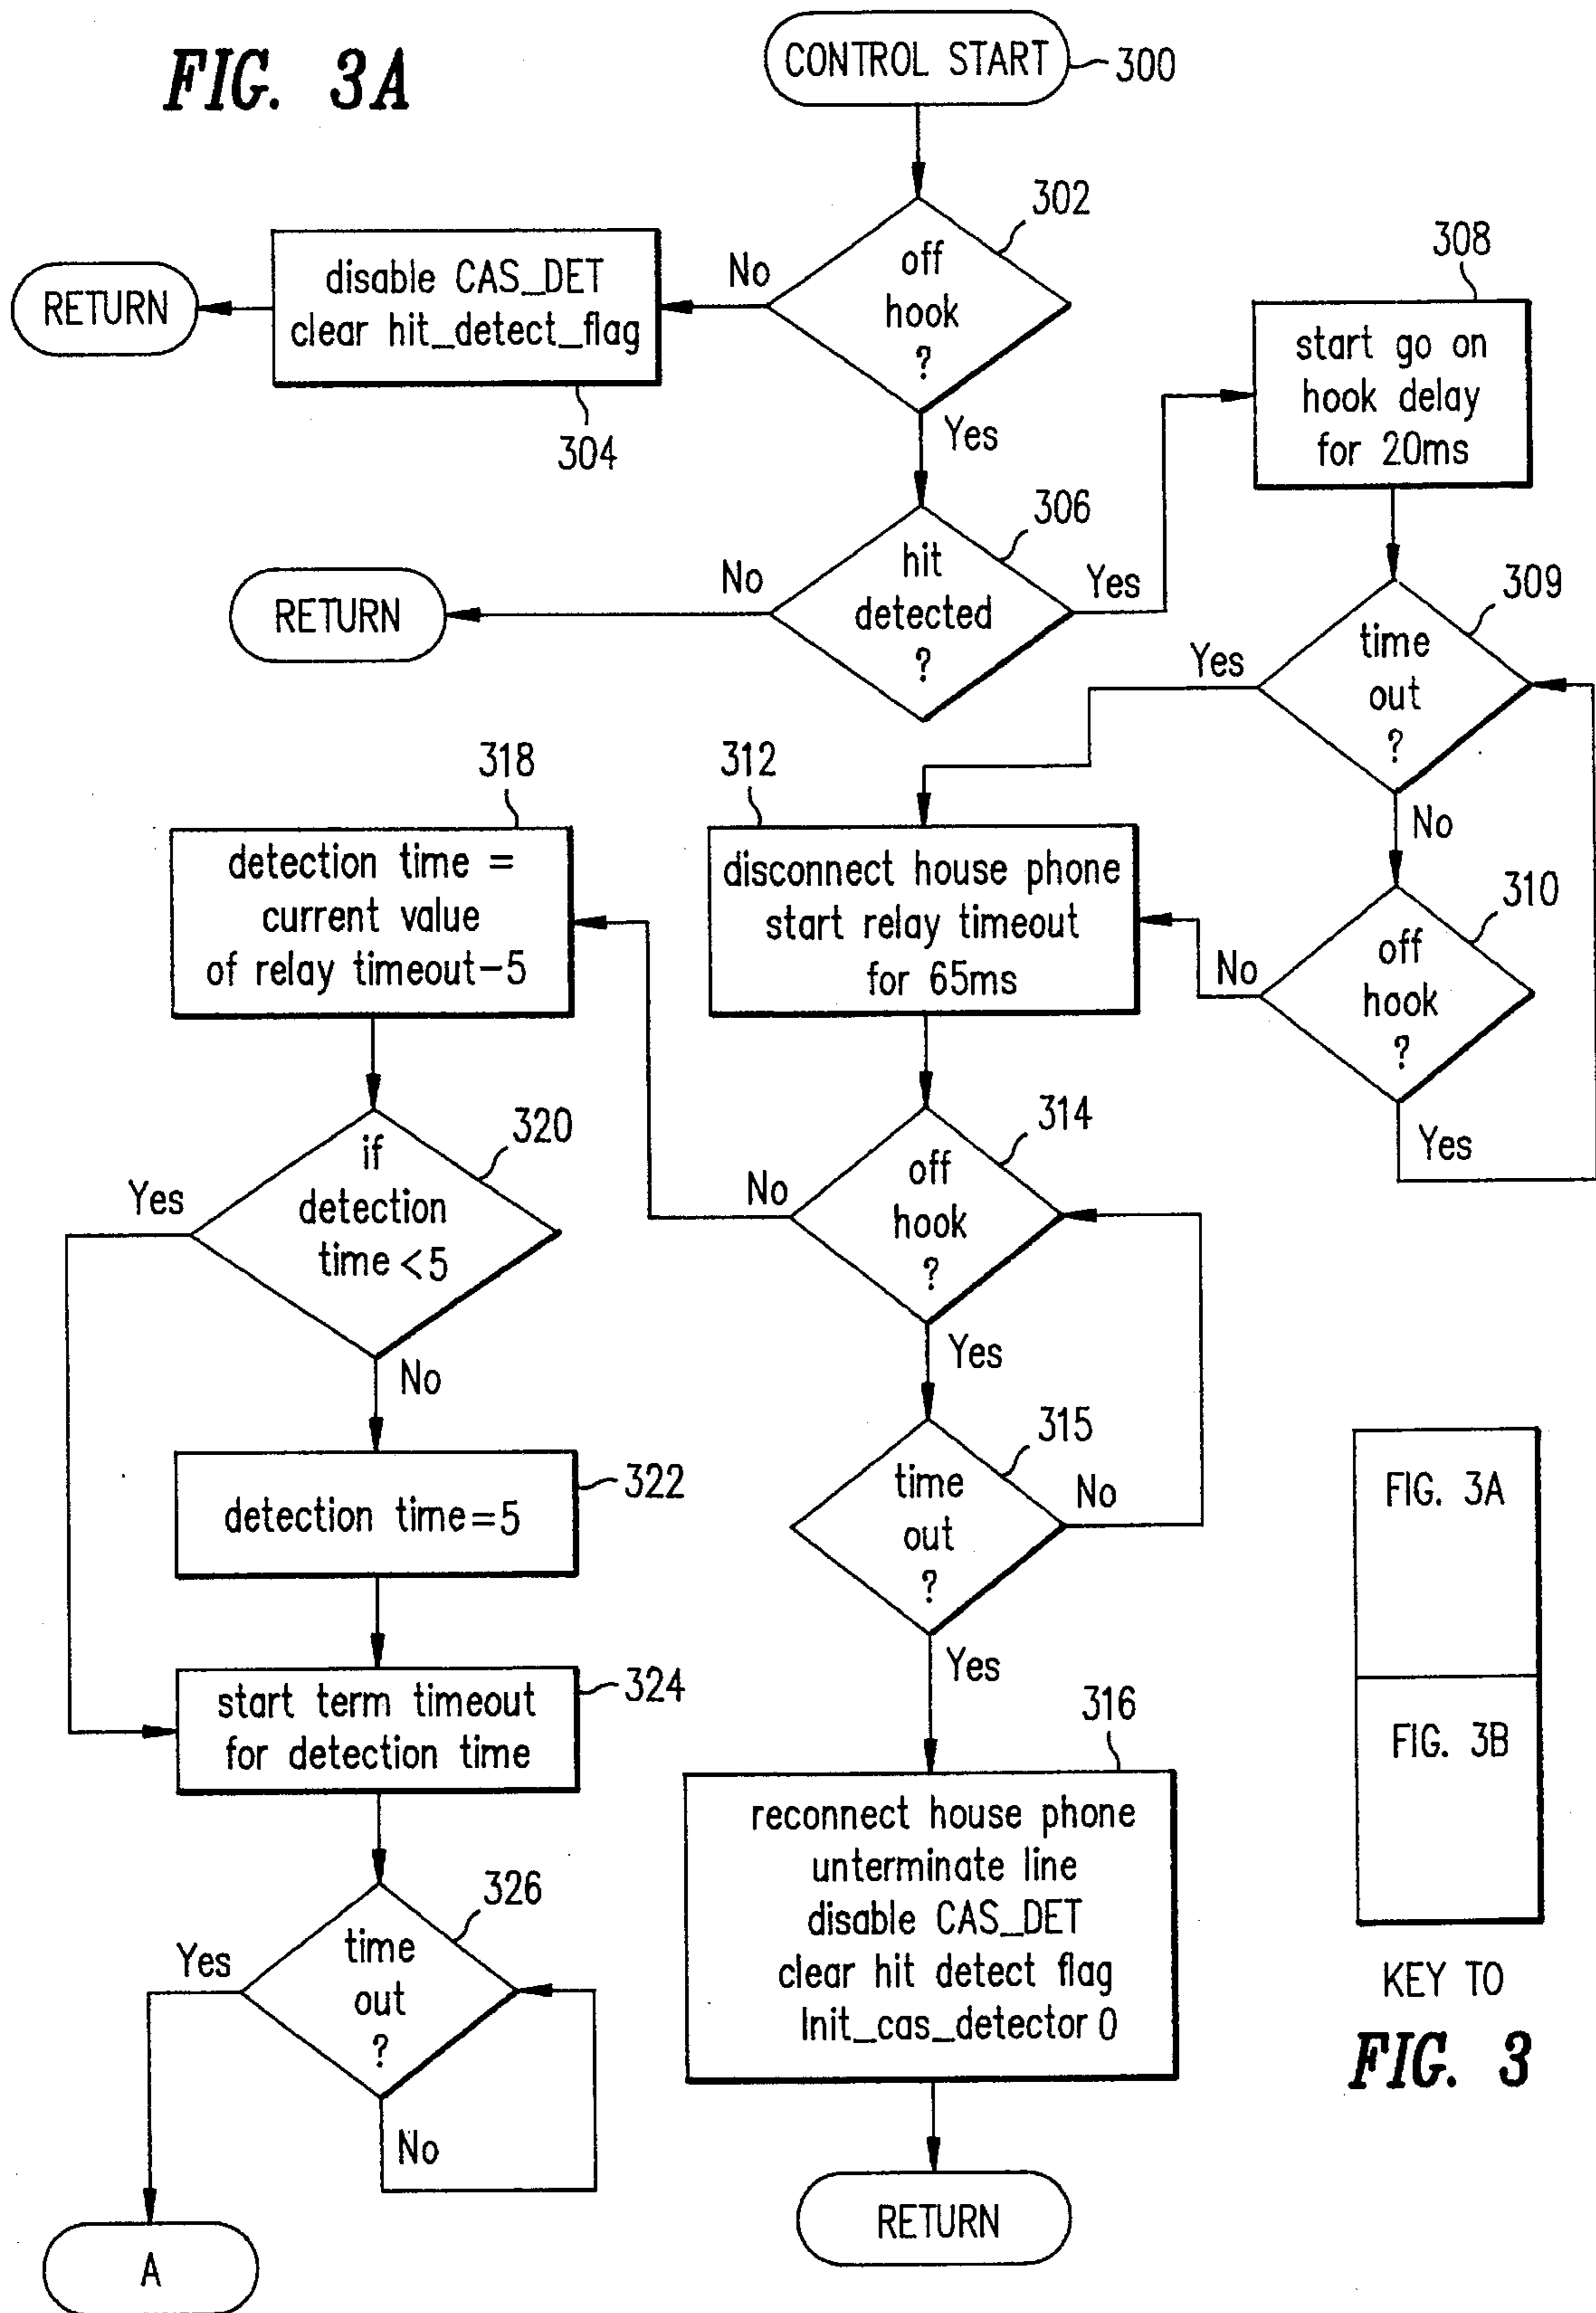 FIG. 3A
CONTROL START
300
302
off
hook
?
No
Yes
disable CAS_DET
clear hit_detect_flag
304
RETURN
306
hit
detected
?
No
Yes
RETURN
308
start go on
hook delay
for 20ms
309
time
out
?
Yes
No
310
off
hook
?
No
Yes
312
disconnect house phone
start relay timeout
for 65ms
314
off
hook
?
No
Yes
315
time
out
?
No
Yes
316
reconnect house phone
unterminate line
disable CAS_DET
clear hit detect flag
Init_cas_detector 0
RETURN
318
detection time =
current value
of relay timeout-5
320
if
detection
time <5
Yes
No
322
detection time=5
324
start term timeout
for detection time
326
time
out
?
Yes
No
A
FIG. 3A
FIG. 3B
KEY TO
FIG. 3